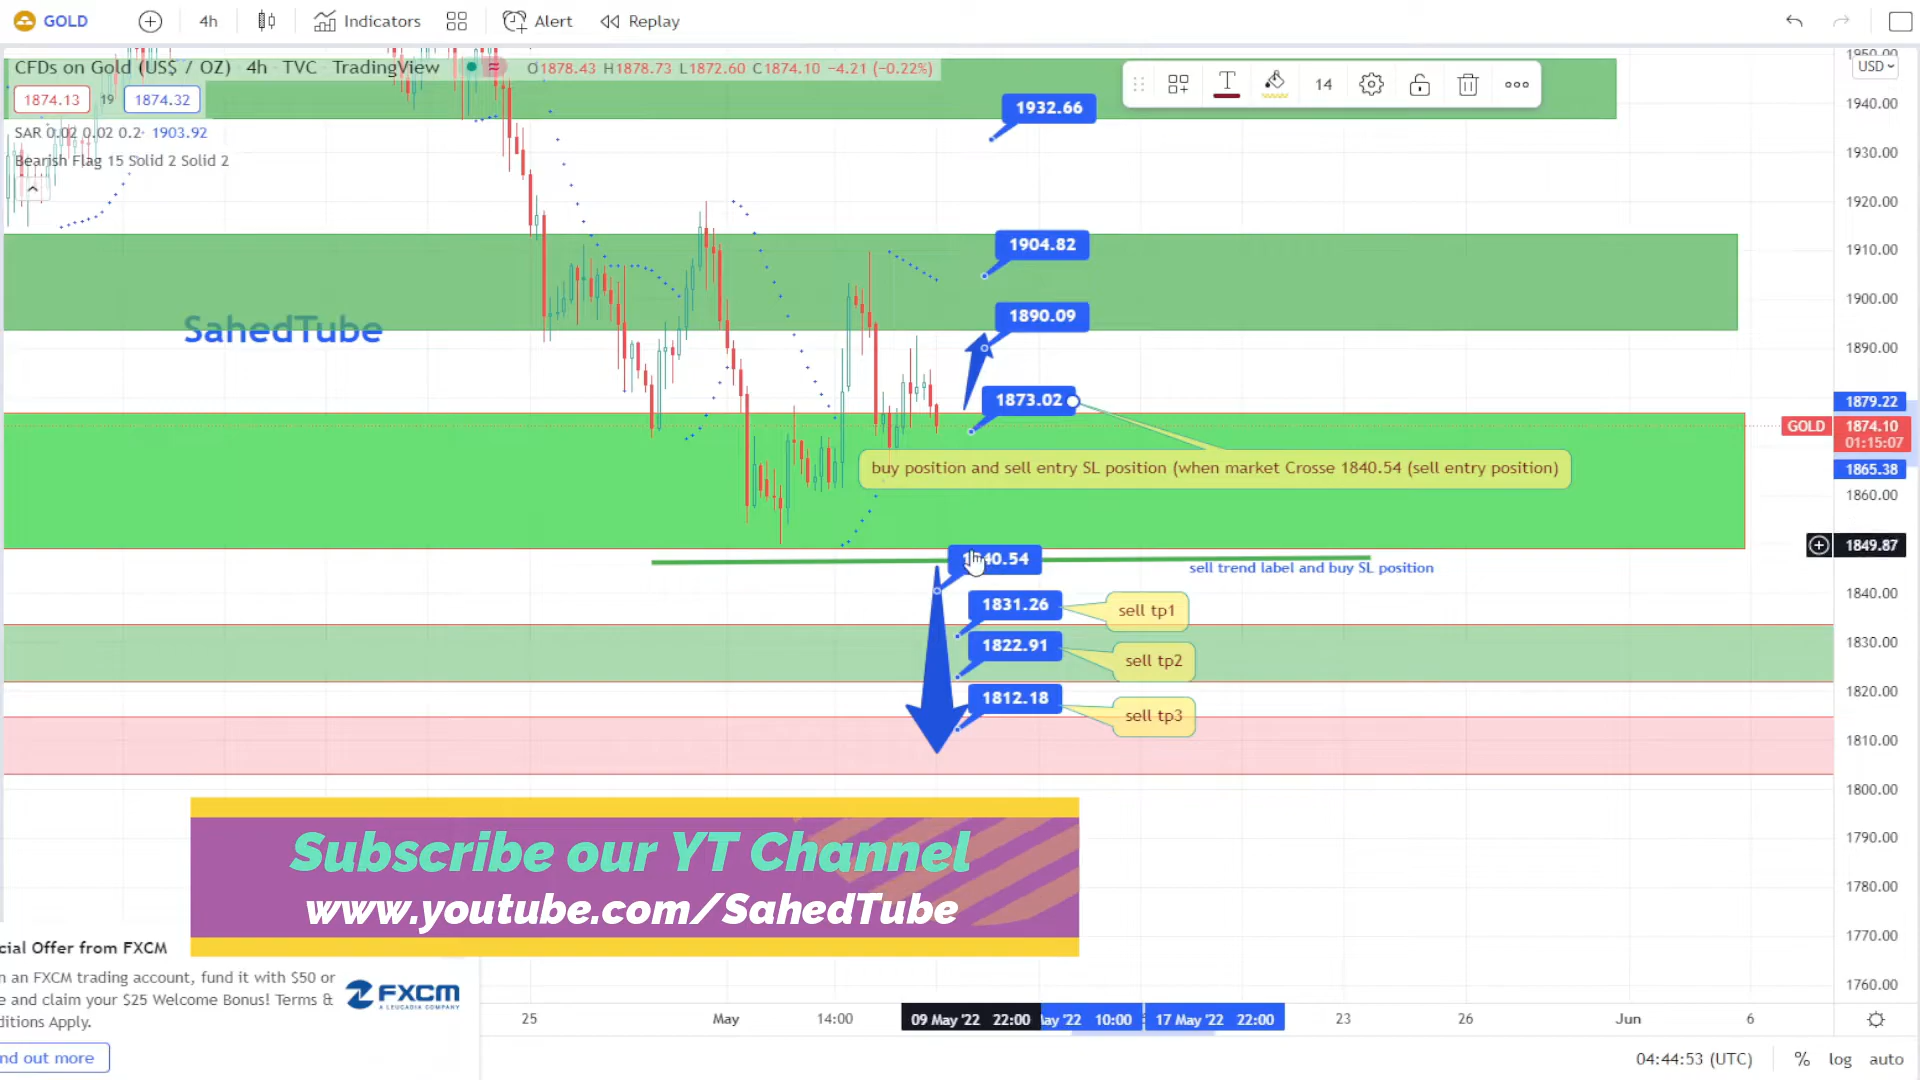 GOLD
4h
Indicators
Alert
Replay
CFDs on Gold (US$ / OZ) 4h TVC TradingView
O1878.43 H1878.73 L1872.60 C1874.10 −4.21 (−0.22%)
1874.13 19 1874.32
SAR 0.02 0.02 0.2 1903.92
Bearish Flag 15 Solid 2 Solid 2
14
USD
1950.00
1940.00
1930.00
1920.00
1910.00
1900.00
1890.00
1879.22
GOLD 1874.10
01:15:07
1865.38
1860.00
1849.87
1840.00
1830.00
1820.00
1810.00
1800.00
1790.00
1780.00
1770.00
1760.00
1932.66
1904.82
1890.09
1873.02
SahedTube
buy position and sell entry SL position (when market Crosse 1840.54 (sell entry position)
40.54
sell trend label and buy SL position
1831.26
sell tp1
1822.91
sell tp2
1812.18
sell tp3
Subscribe our YT Channel
www.youtube.com/SahedTube
cial Offer from FXCM
n an FXCM trading account, fund it with $50 or
e and claim your $25 Welcome Bonus! Terms &
ditions Apply.
FXCM
A LEUCADIA COMPANY
nd out more
25
May
14:00
09 May '22 22:00
ay '22 10:00
17 May '22 22:00
23
26
Jun
6
04:44:53 (UTC)
%
log
auto